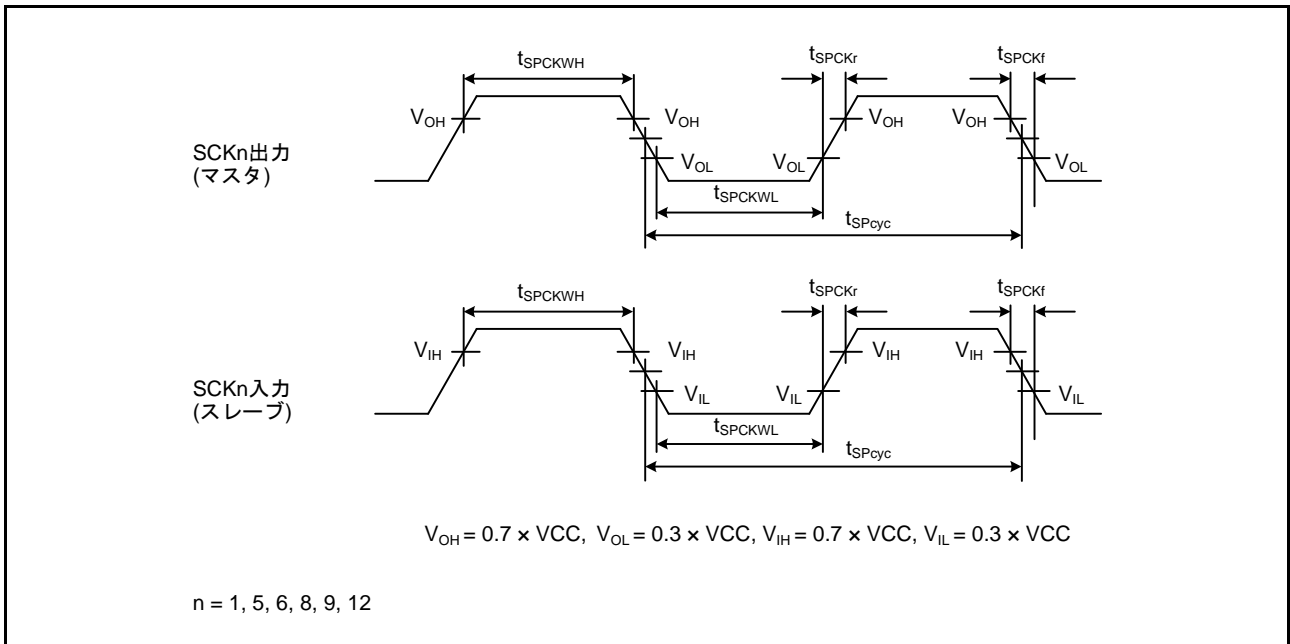 tSPCKWH
tSPCKr
tSPCKf
VOH
VOH
VOH
VOH
SCKn出力
(マスタ)
VOL
VOL
VOL
tSPCKWL
tSPcyc
tSPCKWH
tSPCKr
tSPCKf
VIH
VIH
VIH
VIH
SCKn入力
(スレーブ)
VIL
VIL
VIL
tSPCKWL
tSPcyc
VOH = 0.7 × VCC, VOL = 0.3 × VCC, VIH = 0.7 × VCC, VIL = 0.3 × VCC
n = 1, 5, 6, 8, 9, 12